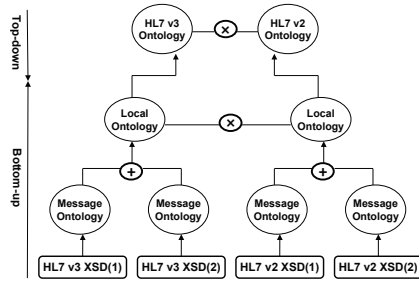 Top-down
Bottom-up
HL7 v3
Ontology
×
HL7 v2
Ontology
Local
Ontology
×
Local
Ontology
+
+
Message
Ontology
Message
Ontology
Message
Ontology
Message
Ontology
HL7 v3 XSD(1)
HL7 v3 XSD(2)
HL7 v2 XSD(1)
HL7 v2 XSD(2)